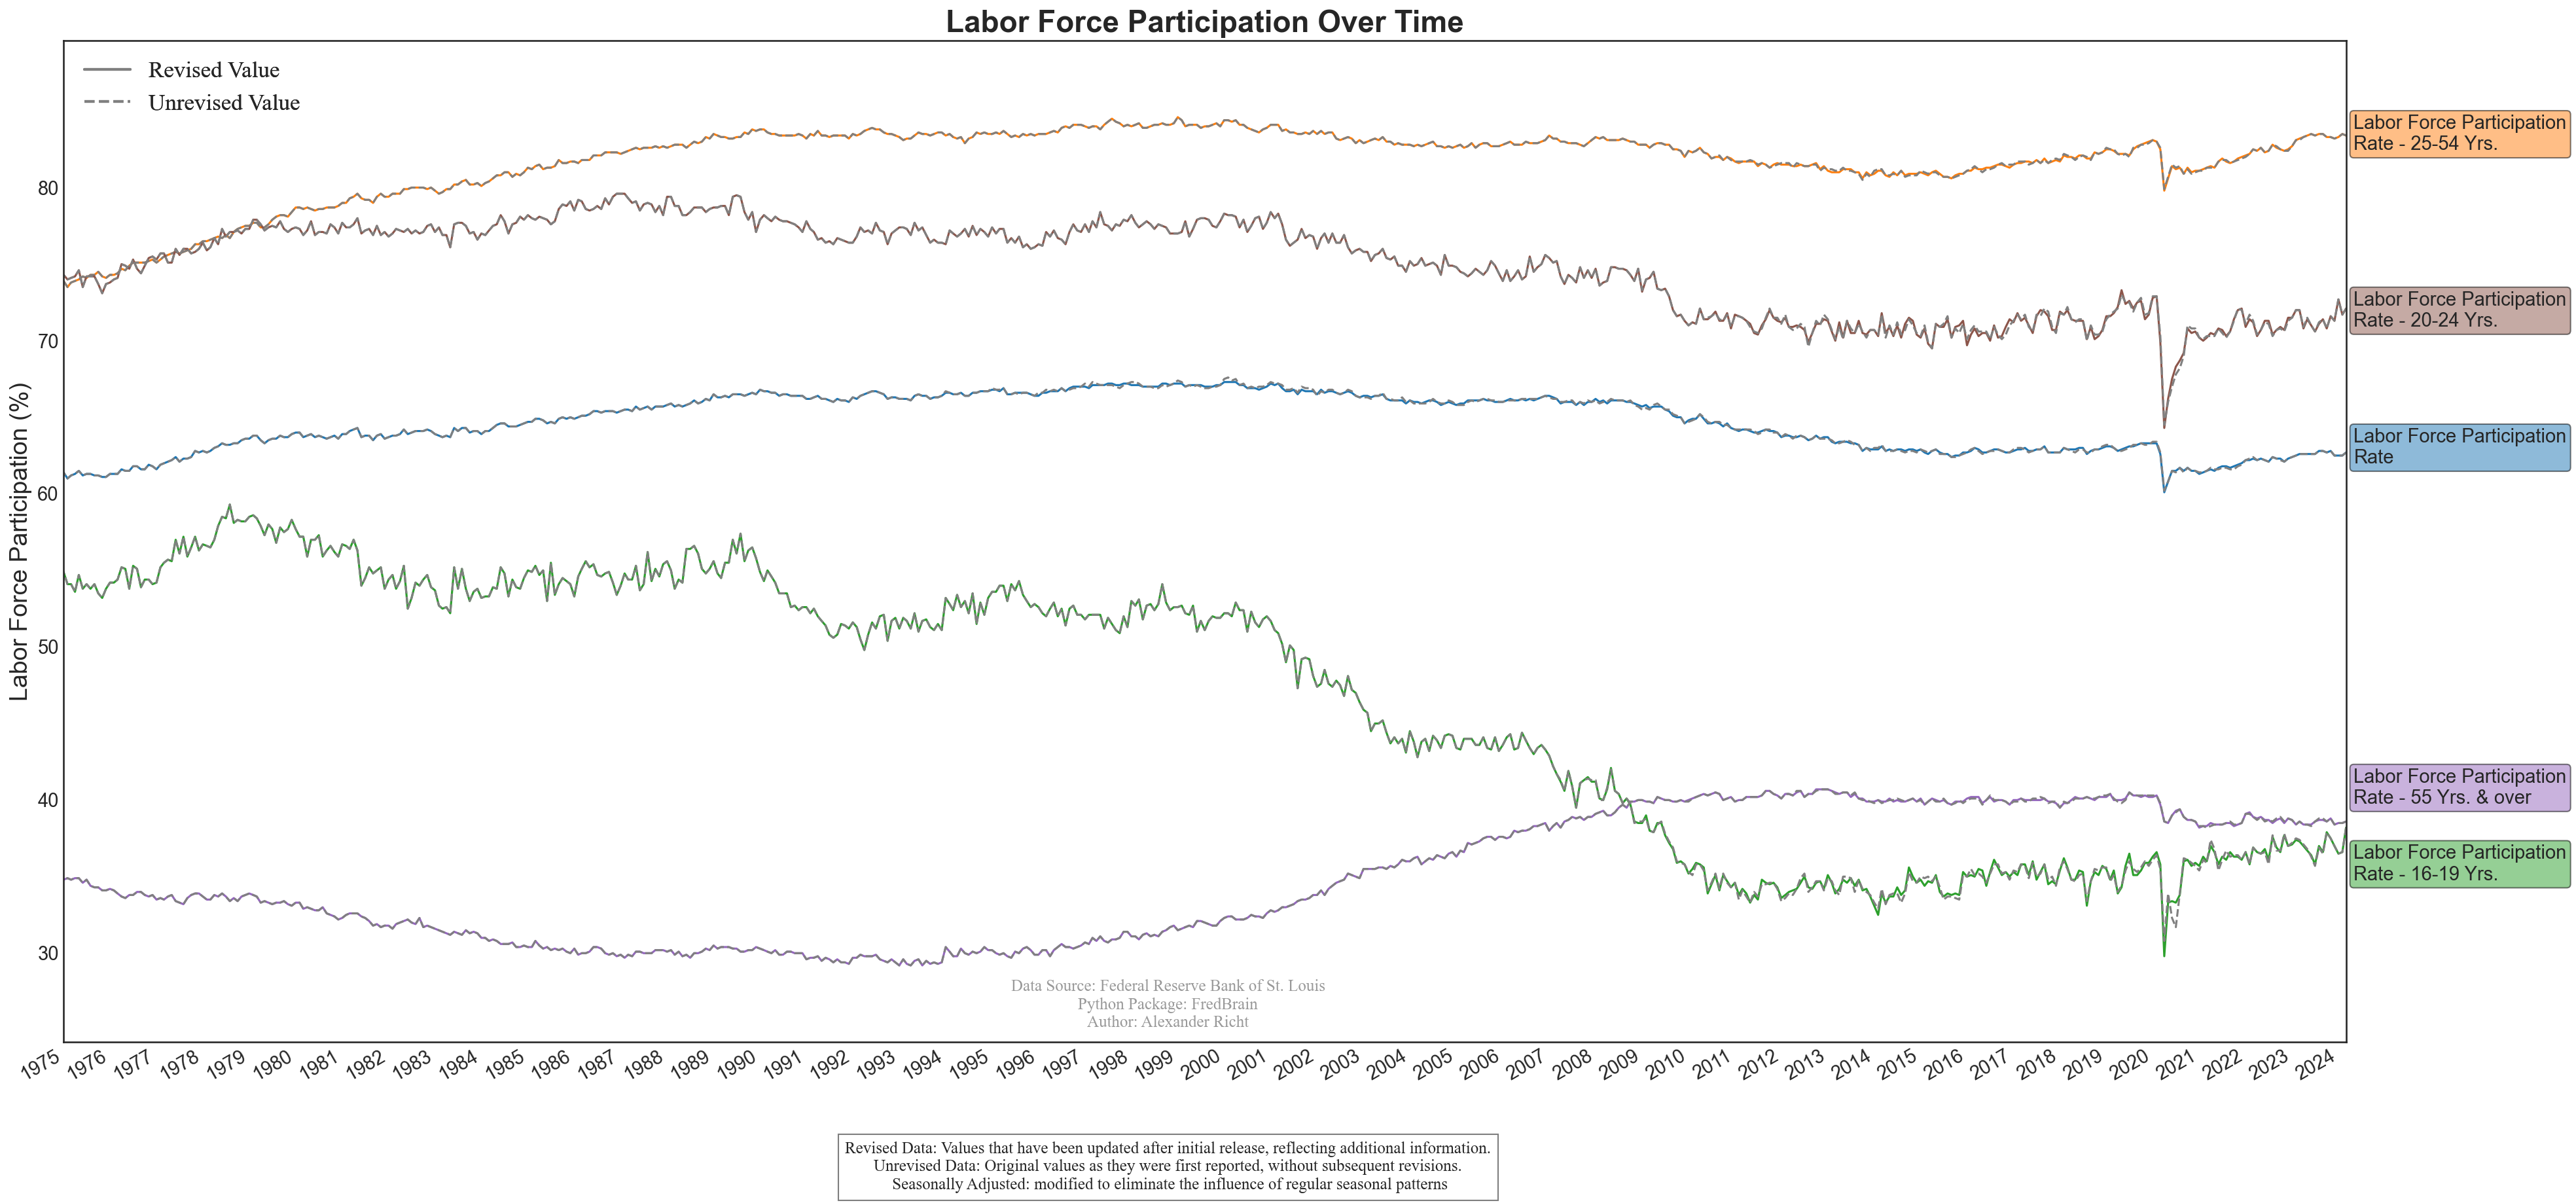 Labor Force Participation Over Time
Revised Value
Unrevised Value
Labor Force Participation (%)
80
70
60
50
40
30
Labor Force Participation
Rate - 25-54 Yrs.
Labor Force Participation
Rate - 20-24 Yrs.
Labor Force Participation
Rate
Labor Force Participation
Rate - 55 Yrs. & over
Labor Force Participation
Rate - 16-19 Yrs.
Data Source: Federal Reserve Bank of St. Louis
Python Package: FredBrain
Author: Alexander Richt
1975 1976 1977 1978 1979 1980 1981 1982 1983 1984 1985 1986 1987 1988 1989 1990 1991 1992 1993 1994 1995 1996 1997 1998 1999 2000 2001 2002 2003 2004 2005 2006 2007 2008 2009 2010 2011 2012 2013 2014 2015 2016 2017 2018 2019 2020 2021 2022 2023 2024
Revised Data: Values that have been updated after initial release, reflecting additional information.
Unrevised Data: Original values as they were first reported, without subsequent revisions.
Seasonally Adjusted: modified to eliminate the influence of regular seasonal patterns